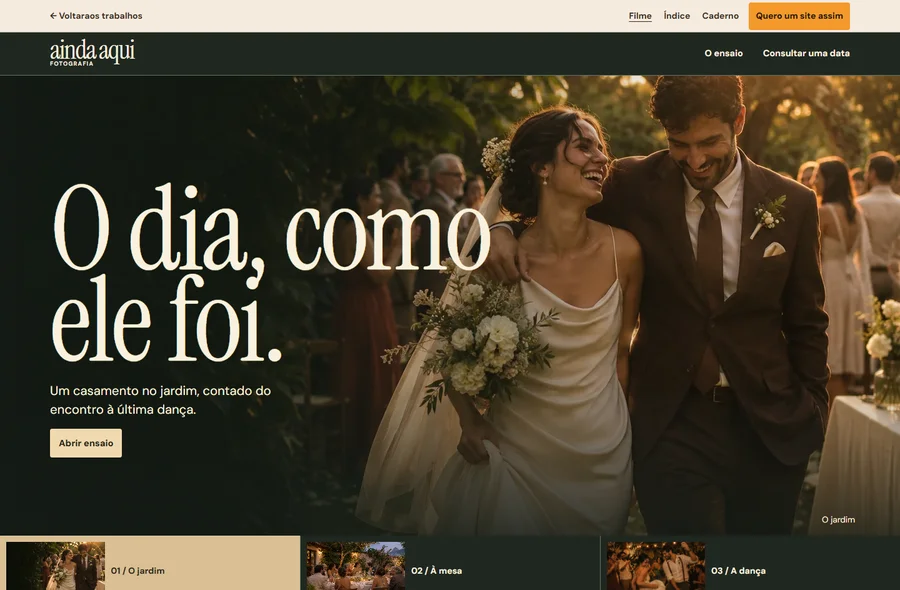 ← Voltaraos trabalhos
Filme
Índice
Caderno
Quero um site assim
ainda aqui
FOTOGRAFIA
O ensaio
Consultar uma data
O dia, como
ele foi.
Um casamento no jardim, contado do
encontro à última dança.
Abrir ensaio
O jardim
01 / O jardim
02 / À mesa
03 / A dança